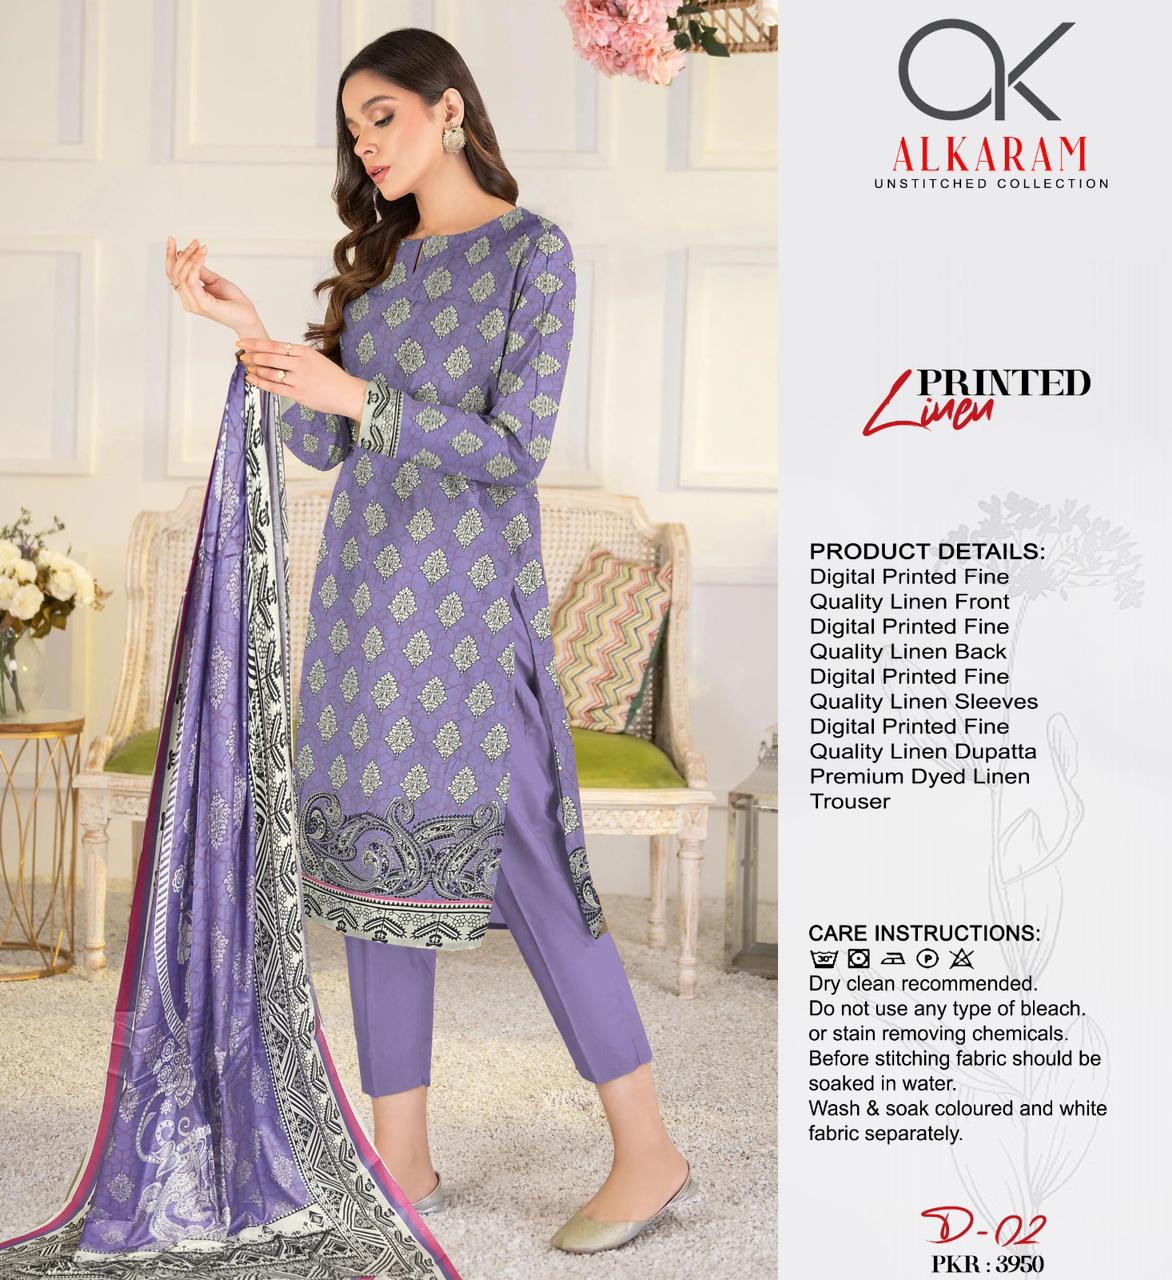 AK
ALKARAM
UNSTITCHED COLLECTION
PRINTED
Linen
PRODUCT DETAILS:
Digital Printed Fine
Quality Linen Front
Digital Printed Fine
Quality Linen Back
Digital Printed Fine
Quality Linen Sleeves
Digital Printed Fine
Quality Linen Dupatta
Premium Dyed Linen
Trouser
CARE INSTRUCTIONS:
P
Dry clean recommended.
Do not use any type of bleach.
or stain removing chemicals.
Before stitching fabric should be
soaked in water.
Wash & soak coloured and white
fabric separately.
D-02
PKR : 3950